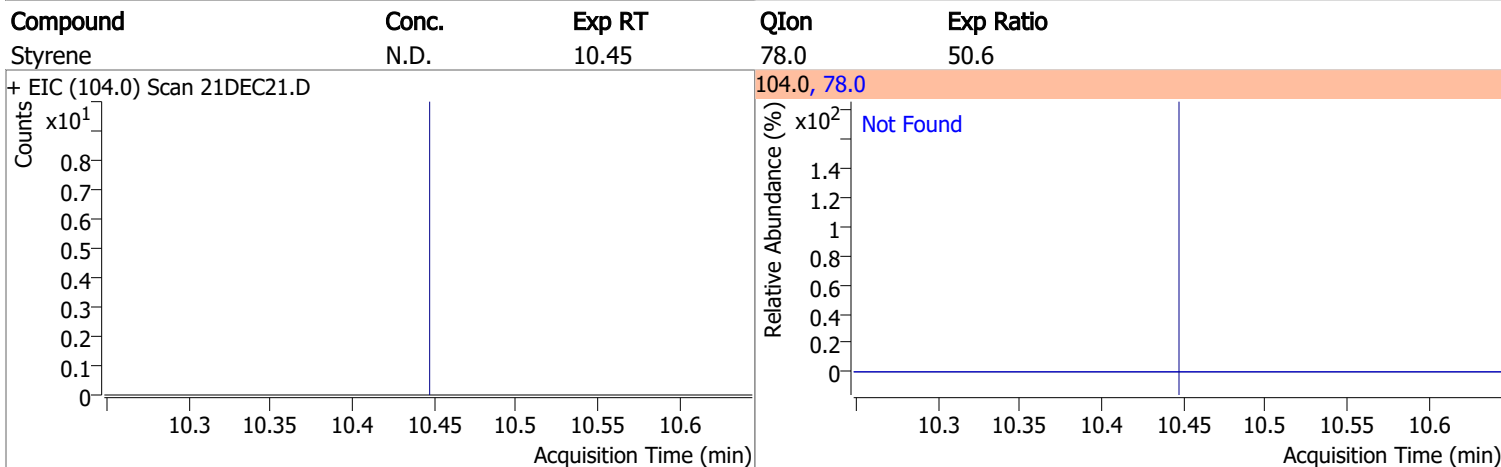 Compound Conc. Exp RT QIon Exp Ratio
Styrene N.D. 10.45 78.0 50.6
+ EIC (104.0) Scan 21DEC21.D
Counts
x10¹
0.8
0.7
0.6
0.5
0.4
0.3
0.2
0.1
0
10.3 10.35 10.4 10.45 10.5 10.55 10.6
Acquisition Time (min)
104.0, 78.0
Relative Abundance (%)
x10²
Not Found
1.4
1.2
1
0.8
0.6
0.4
0.2
0
10.3 10.35 10.4 10.45 10.5 10.55 10.6
Acquisition Time (min)